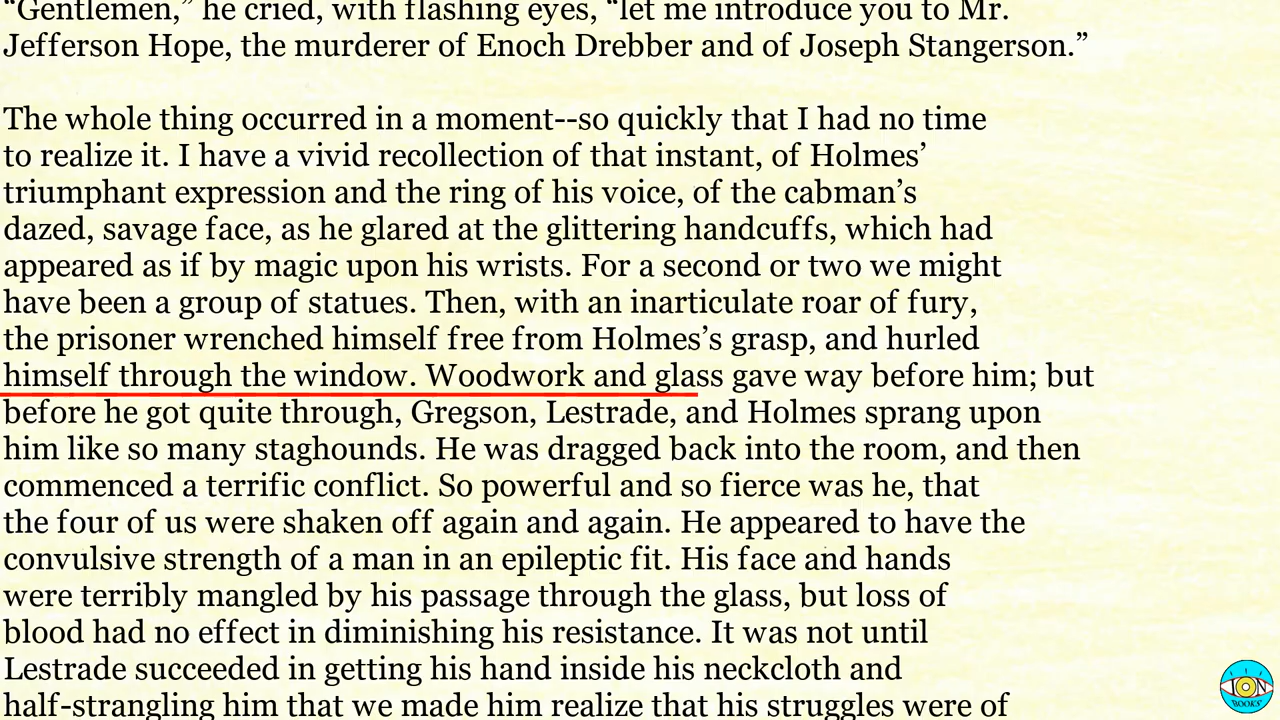 “Gentlemen,” he cried, with flashing eyes, “let me introduce you to Mr.
Jefferson Hope, the murderer of Enoch Drebber and of Joseph Stangerson.”
The whole thing occurred in a moment--so quickly that I had no time
to realize it. I have a vivid recollection of that instant, of Holmes’
triumphant expression and the ring of his voice, of the cabman’s
dazed, savage face, as he glared at the glittering handcuffs, which had
appeared as if by magic upon his wrists. For a second or two we might
have been a group of statues. Then, with an inarticulate roar of fury,
the prisoner wrenched himself free from Holmes’s grasp, and hurled
himself through the window. Woodwork and glass gave way before him; but
before he got quite through, Gregson, Lestrade, and Holmes sprang upon
him like so many staghounds. He was dragged back into the room, and then
commenced a terrific conflict. So powerful and so fierce was he, that
the four of us were shaken off again and again. He appeared to have the
convulsive strength of a man in an epileptic fit. His face and hands
were terribly mangled by his passage through the glass, but loss of
blood had no effect in diminishing his resistance. It was not until
Lestrade succeeded in getting his hand inside his neckcloth and
half-strangling him that we made him realize that his struggles were of
ION
BOOKS